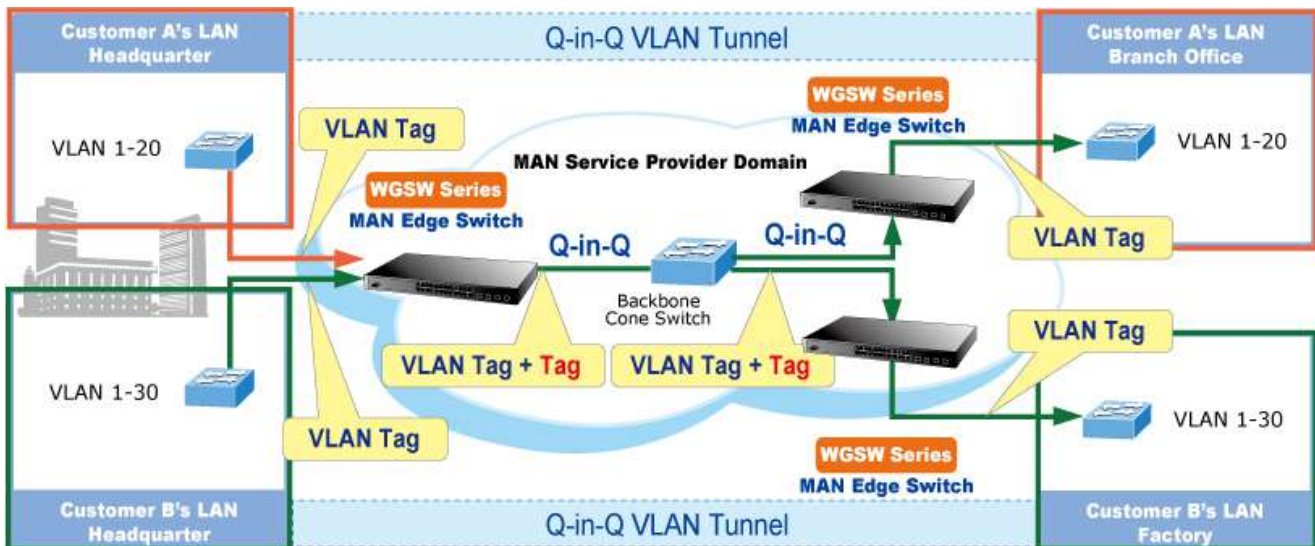 Customer A's LAN
Headquarter
Q-in-Q VLAN Tunnel
Customer A's LAN
Branch Office
WGSW Series
MAN Edge Switch
VLAN Tag
VLAN 1-20
MAN Service Provider Domain
VLAN 1-20
WGSW Series
MAN Edge Switch
Q-in-Q
Q-in-Q
VLAN Tag
Backbone
Cone Switch
VLAN Tag
VLAN Tag + Tag
VLAN Tag + Tag
VLAN 1-30
VLAN 1-30
VLAN Tag
WGSW Series
MAN Edge Switch
Customer B's LAN
Headquarter
Q-in-Q VLAN Tunnel
Customer B's LAN
Factory